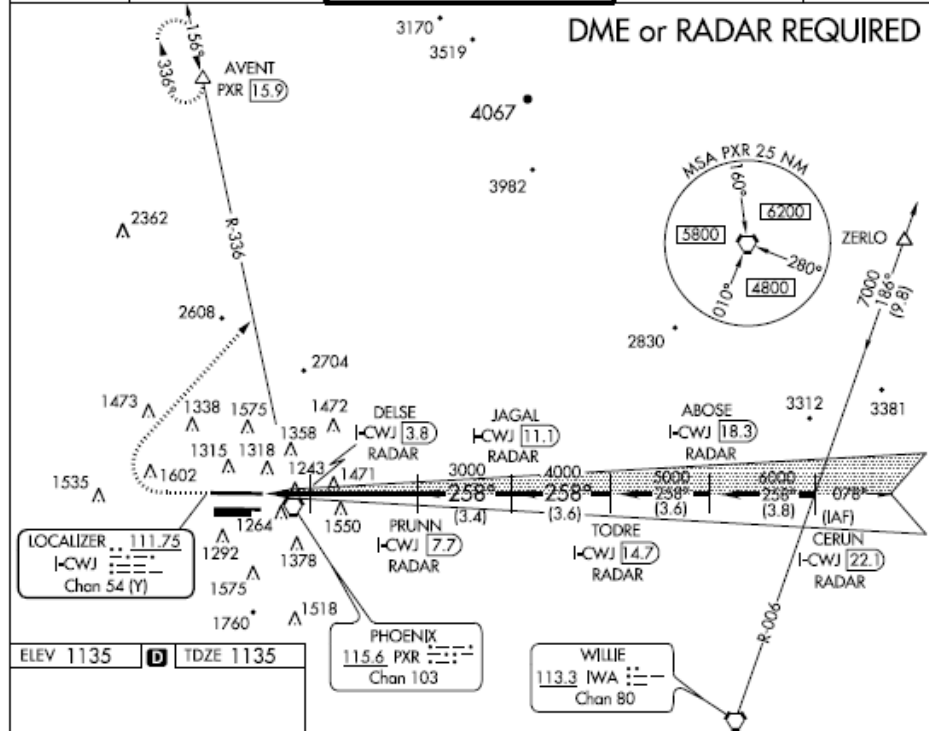 DME or RADAR REQUIRED
156°
336°
AVENT
PXR 15.9
3170
3519
4067
3982
MSA PXR 25 NM
160°
6200
5800
280°
010°
4800
ZERLO
7000
186°
(9.8)
2362
R-336
2608
2704
2830
3312
3381
1473
1338
1575
1472
1358
1315
1318
1243
1471
1602
1535
DELSE
I-CWJ 3.8
RADAR
JAGAL
I-CWJ 11.1
RADAR
ABOSE
I-CWJ 18.3
RADAR
3000
258°
(3.4)
4000
258°
(3.6)
5000
258°
(3.6)
6000
258°
(3.8)
078°
(IAF)
CERUN
I-CWJ 22.1
RADAR
PRUNN
I-CWJ 7.7
RADAR
TODRE
I-CWJ 14.7
RADAR
LOCALIZER 111.75
I-CWJ
Chan 54 (Y)
1264
1292
1378
1550
1575
1760
1518
PHOENIX
115.6 PXR
Chan 103
WILLIE
113.3 IWA
Chan 80
R-006
ELEV 1135 D TDZE 1135